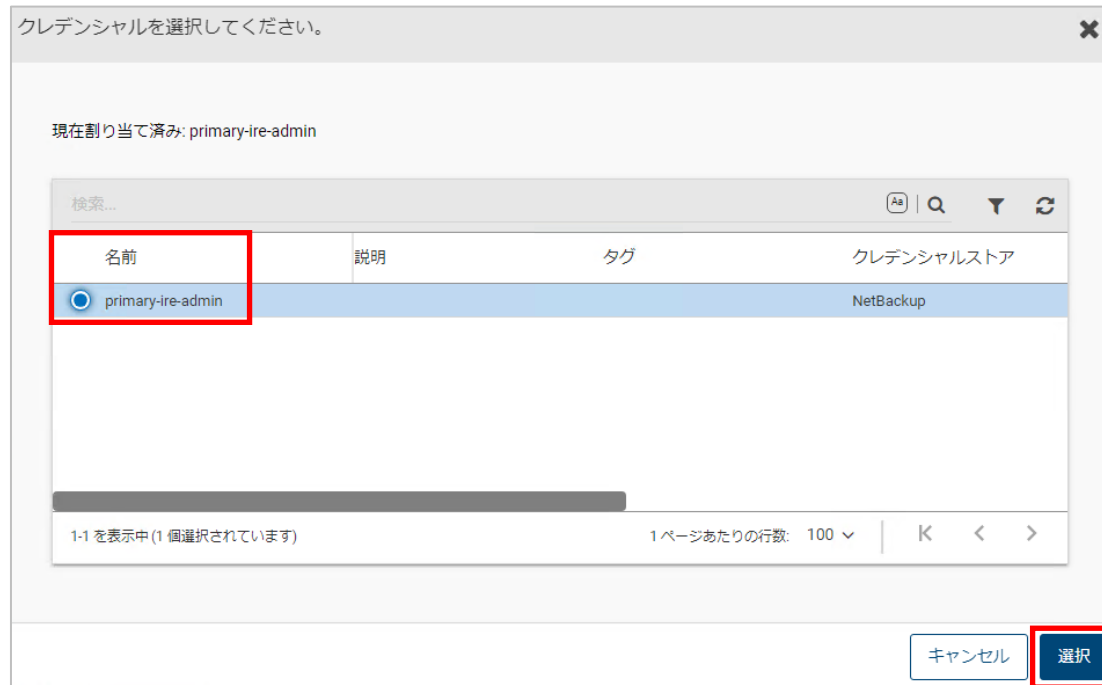 クレデンシャルを選択してください。
現在割り当て済み: primary-ire-admin
検索...
Aa
名前 説明 タグ クレデンシャルストア
primary-ire-admin NetBackup
1-1 を表示中 (1 個選択されています) 1 ページあたりの行数: 100
キャンセル 選択